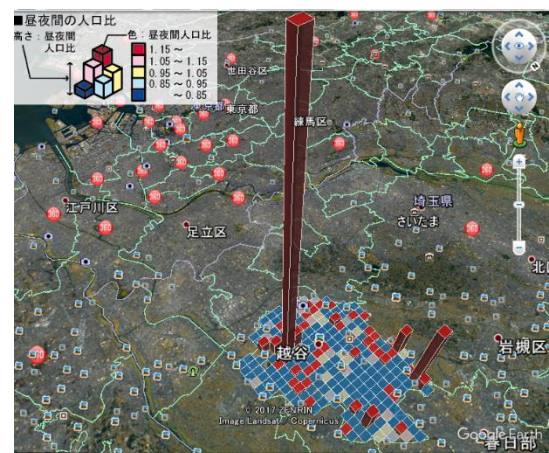 ■昼夜間の人口比
高さ：昼夜間
人口比
色：昼夜間人口比
1.15～
1.05～1.15
0.95～1.05
0.85～0.95
～0.85
世田谷区
東京都
練馬区
江戸川区
足立区
埼玉県
さいたま
越谷
岩槻区
春日部
© 2017 ZENRIN
Image Landsat / Copernicus
Google Earth